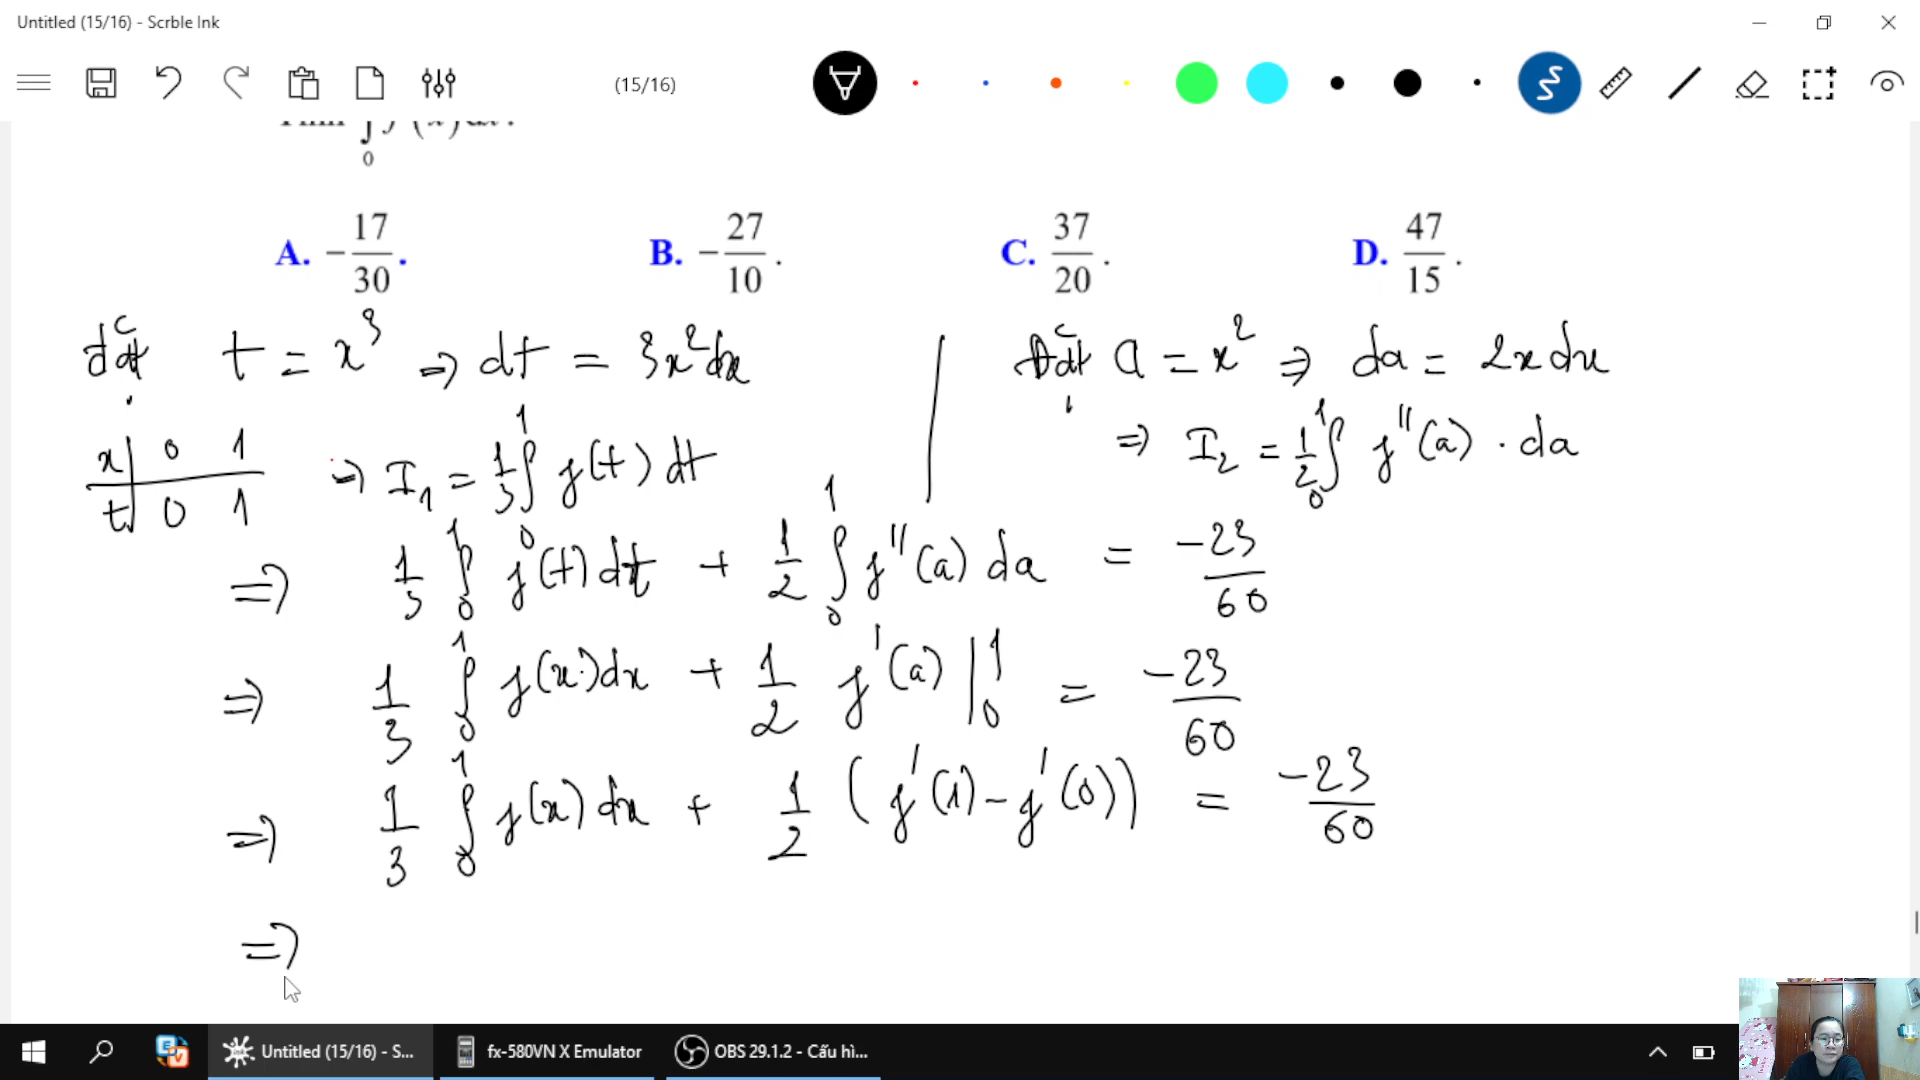 Untitled (15/16) - Scrble Ink
(15/16)
∫ f (x)dx.
0
A. −17/30. B. −27/10. C. 37/20. D. 47/15.
đặt t = x³ ⇒ dt = 3x²dx
x | 0 1
t | 0 1
⇒ I₁ = 1/3 ∫₀¹ f(t) dt
Đặt a = x² ⇒ da = 2x dx
⇒ I₂ = 1/2 ∫₀¹ f''(a) . da
⇒ 1/3 ∫₀¹ f(t) dt + 1/2 ∫₀¹ f''(a) da = −23/60
⇒ 1/3 ∫₀¹ f(x)dx + 1/2 f'(a) |₀¹ = −23/60
⇒ 1/3 ∫₀¹ f(x) dx + 1/2 (f'(1) − f'(0)) = −23/60
⇒
Untitled (15/16) - S...
fx-580VN X Emulator
OBS 29.1.2 - Cấu hì...